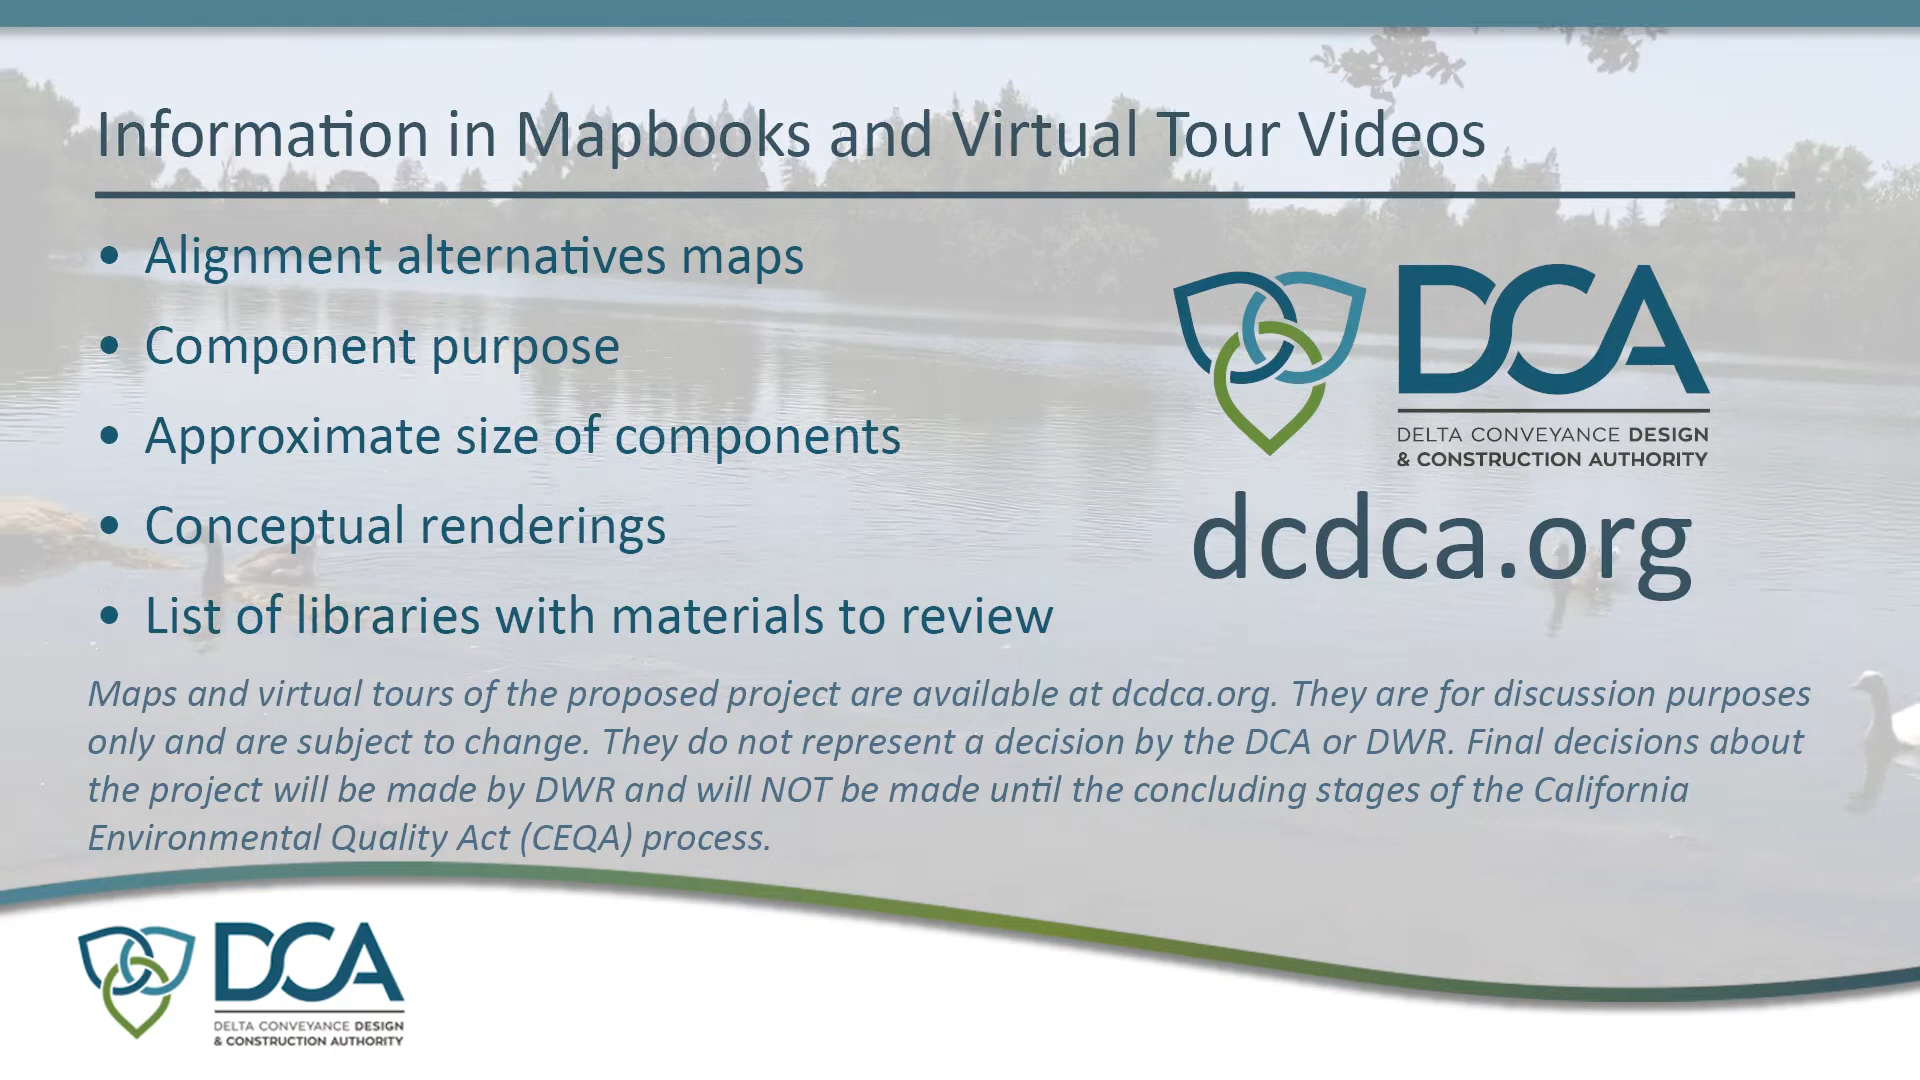 Information in Mapbooks and Virtual Tour Videos
• Alignment alternatives maps
• Component purpose
• Approximate size of components
• Conceptual renderings
• List of libraries with materials to review
DCA
DELTA CONVEYANCE DESIGN
& CONSTRUCTION AUTHORITY
dcdca.org
Maps and virtual tours of the proposed project are available at dcdca.org. They are for discussion purposes
only and are subject to change. They do not represent a decision by the DCA or DWR. Final decisions about
the project will be made by DWR and will NOT be made until the concluding stages of the California
Environmental Quality Act (CEQA) process.
DCA
DELTA CONVEYANCE DESIGN
& CONSTRUCTION AUTHORITY